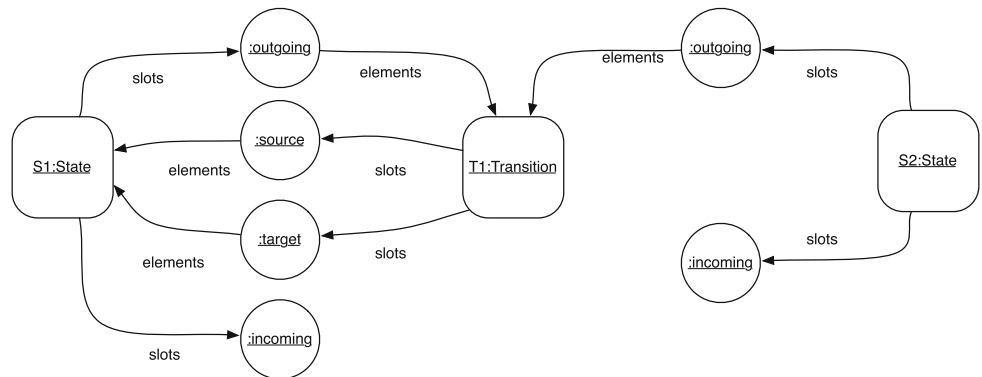 :outgoing
slots
elements
:source
S1:State
elements
slots
T1:Transition
:target
elements
slots
:incoming
slots
:outgoing
elements
slots
S2:State
slots
:incoming